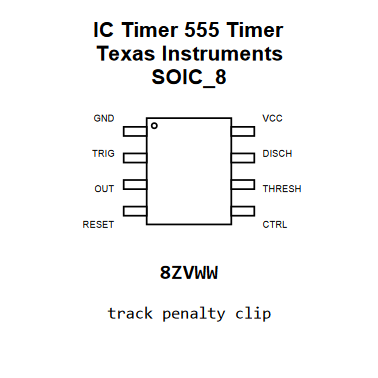 IC Timer 555 Timer
Texas Instruments
SOIC_8
GND VCC
TRIG DISCH
OUT THRESH
RESET CTRL
8ZVWW
track penalty clip